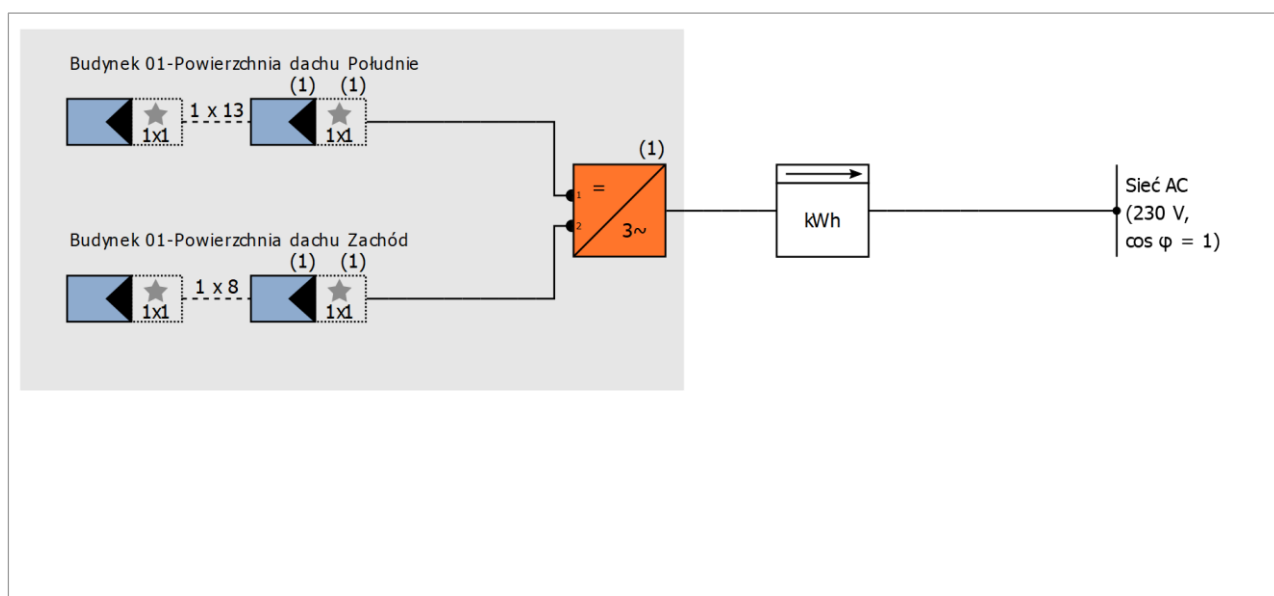 Budynek 01-Powierzchnia dachu Południe
(1) (1)
1 x 13
1x1 1x1
(1)
1 =
2 3~
kWh
Sieć AC
(230 V,
cos φ = 1)
Budynek 01-Powierzchnia dachu Zachód
(1) (1)
1 x 8
1x1 1x1